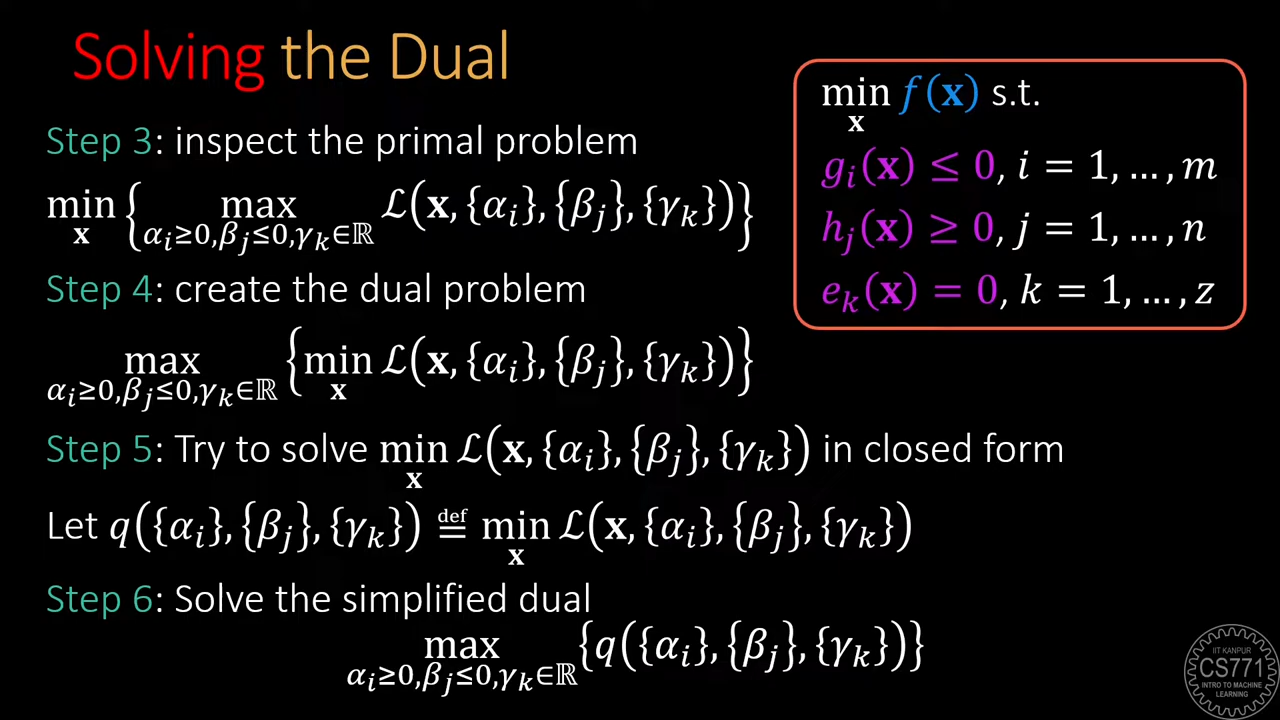 Solving the Dual
Step 3: inspect the primal problem
min_x { max_{α_i≥0,β_j≤0,γ_k∈ℝ} ℒ(x, {α_i}, {β_j}, {γ_k}) }
Step 4: create the dual problem
max_{α_i≥0,β_j≤0,γ_k∈ℝ} { min_x ℒ(x, {α_i}, {β_j}, {γ_k}) }
Step 5: Try to solve min_x ℒ(x, {α_i}, {β_j}, {γ_k}) in closed form
Let q({α_i}, {β_j}, {γ_k}) ≝ min_x ℒ(x, {α_i}, {β_j}, {γ_k})
Step 6: Solve the simplified dual
max_{α_i≥0,β_j≤0,γ_k∈ℝ} {q({α_i}, {β_j}, {γ_k})}
min_x f(x) s.t.
g_i(x) ≤ 0, i = 1, …, m
h_j(x) ≥ 0, j = 1, …, n
e_k(x) = 0, k = 1, …, z
IIT KANPUR
CS771
INTRO TO MACHINE
LEARNING